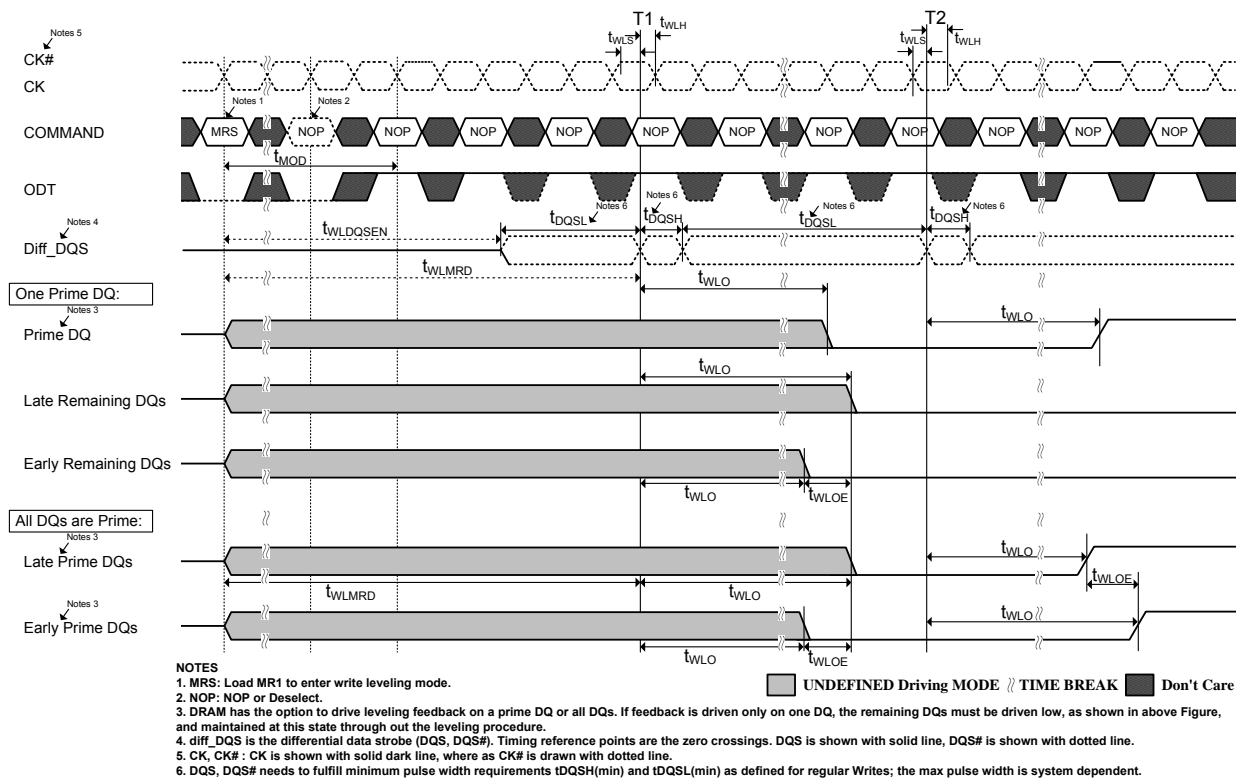 T1 T2
tWLS tWLH tWLS tWLH
Notes 5
CK#
CK
Notes 1 Notes 2
COMMAND MRS NOP NOP NOP NOP NOP NOP NOP NOP NOP NOP NOP
tMOD
ODT
Notes 6 Notes 6 Notes 6 Notes 6
tDQSL tDQSH tDQSL tDQSH
Notes 4
Diff_DQS
tWLDQSEN
tWLMRD
tWLO
One Prime DQ:
Notes 3
Prime DQ
tWLO
tWLO
Late Remaining DQs
Early Remaining DQs
tWLO tWLOE
All DQs are Prime:
Notes 3
Late Prime DQs
tWLO
tWLMRD tWLO tWLOE
Notes 3
Early Prime DQs
tWLO
tWLO tWLOE
NOTES
1. MRS: Load MR1 to enter write leveling mode.
2. NOP: NOP or Deselect.
UNDEFINED Driving MODE TIME BREAK Don't Care
3. DRAM has the option to drive leveling feedback on a prime DQ or all DQs. If feedback is driven only on one DQ, the remaining DQs must be driven low, as shown in above Figure,
and maintained at this state through out the leveling procedure.
4. diff_DQS is the differential data strobe (DQS, DQS#). Timing reference points are the zero crossings. DQS is shown with solid line, DQS# is shown with dotted line.
5. CK, CK# : CK is shown with solid dark line, where as CK# is drawn with dotted line.
6. DQS, DQS# needs to fulfill minimum pulse width requirements tDQSH(min) and tDQSL(min) as defined for regular Writes; the max pulse width is system dependent.